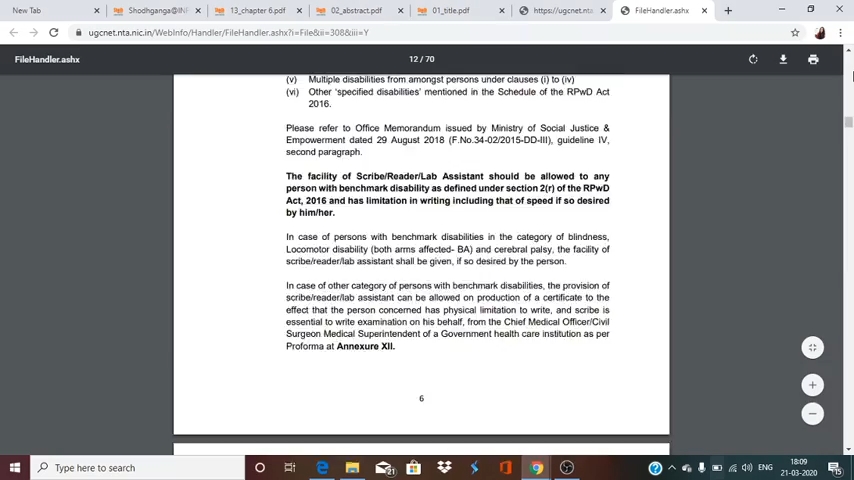 New Tab
Shodhganga@INF
13_chapter 6.pdf
02_abstract.pdf
01_title.pdf
https://ugcnet.nta.nic.in/We
FileHandler.ashx
ugcnet.nta.nic.in/WebInfo/Handler/FileHandler.ashx?i=File&ii=308&iii=Y
FileHandler.ashx
12 / 70
(v) Multiple disabilities from amongst persons under clauses (i) to (iv)
(vi) Other 'specified disabilities' mentioned in the Schedule of the RPwD Act
2016.
Please refer to Office Memorandum issued by Ministry of Social Justice &
Empowerment dated 29 August 2018 (F.No.34-02/2015-DD-III), guideline IV,
second paragraph.
The facility of Scribe/Reader/Lab Assistant should be allowed to any
person with benchmark disability as defined under section 2(r) of the RPwD
Act, 2016 and has limitation in writing including that of speed if so desired
by him/her.
In case of persons with benchmark disabilities in the category of blindness,
Locomotor disability (both arms affected- BA) and cerebral palsy, the facility of
scribe/reader/lab assistant shall be given, if so desired by the person.
In case of other category of persons with benchmark disabilities, the provision of
scribe/reader/lab assistant can be allowed on production of a certificate to the
effect that the person concerned has physical limitation to write, and scribe is
essential to write examination on his behalf, from the Chief Medical Officer/Civil
Surgeon Medical Superintendent of a Government health care institution as per
Proforma at Annexure XII.
6
Type here to search
21
ENG
18:09
21-03-2020
15